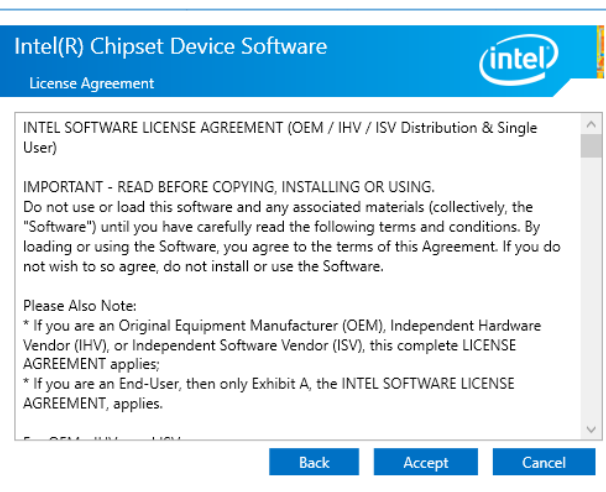 Intel(R) Chipset Device Software
intel
License Agreement
INTEL SOFTWARE LICENSE AGREEMENT (OEM / IHV / ISV Distribution & Single
User)
IMPORTANT - READ BEFORE COPYING, INSTALLING OR USING.
Do not use or load this software and any associated materials (collectively, the
"Software") until you have carefully read the following terms and conditions. By
loading or using the Software, you agree to the terms of this Agreement. If you do
not wish to so agree, do not install or use the Software.
Please Also Note:
* If you are an Original Equipment Manufacturer (OEM), Independent Hardware
Vendor (IHV), or Independent Software Vendor (ISV), this complete LICENSE
AGREEMENT applies;
* If you are an End-User, then only Exhibit A, the INTEL SOFTWARE LICENSE
AGREEMENT, applies.
Back Accept Cancel